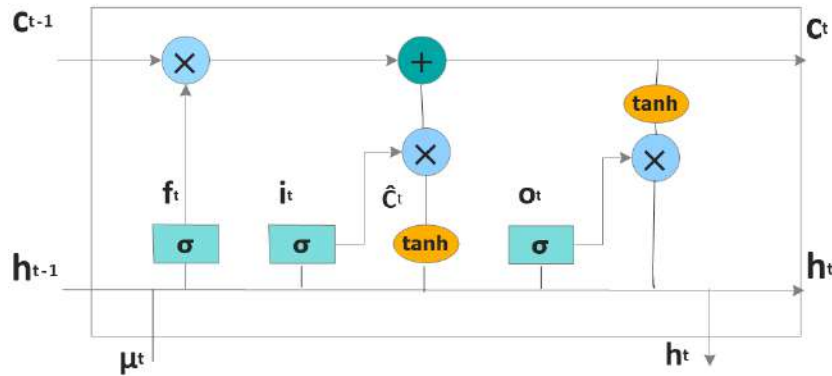 cₜ₋₁ cₜ
× +
tanh
× ×
fₜ iₜ ĉₜ oₜ
σ σ tanh σ
hₜ₋₁ hₜ
μₜ hₜ